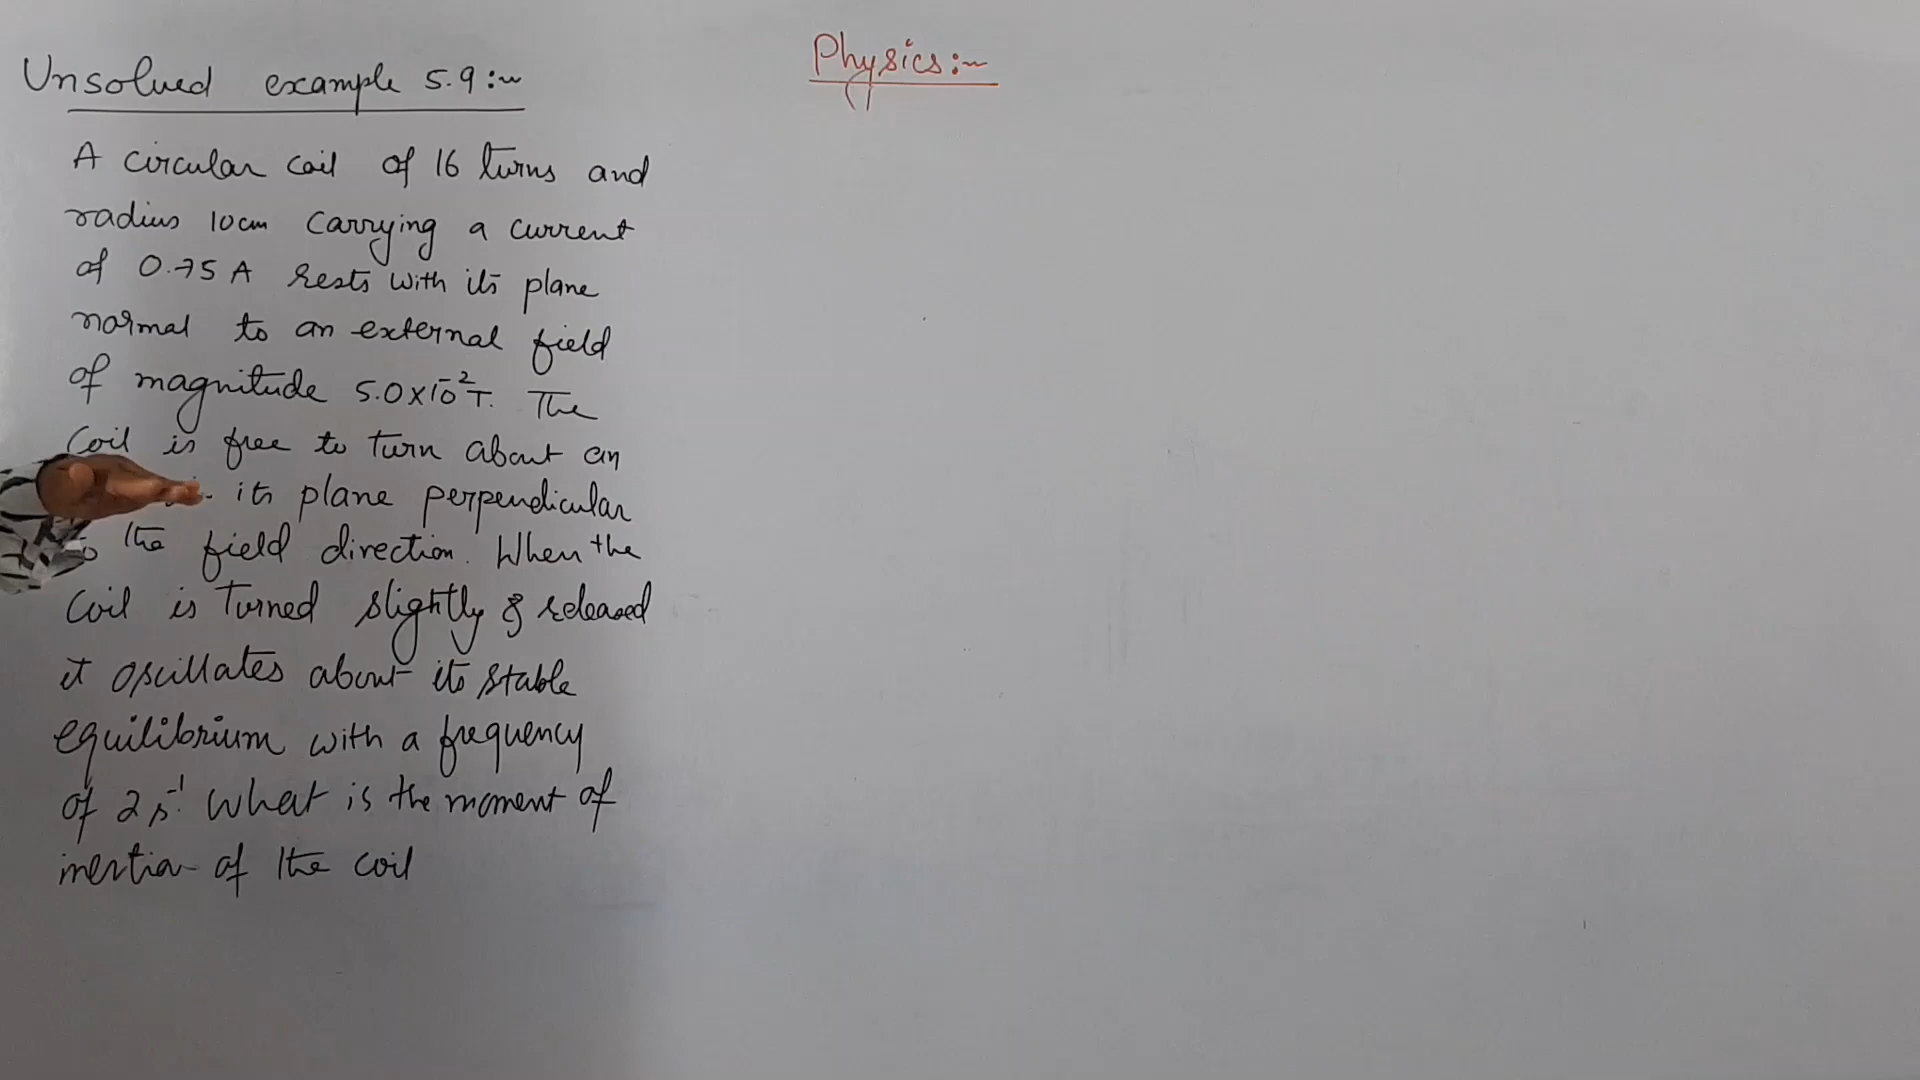 Physics:~
Unsolved example 5.9:~
A circular coil of 16 turns and
radius 10cm carrying a current
of 0.75 A rests with its plane
normal to an external field
of magnitude 5.0×10⁻²T. The
coil is free to turn about an
its plane perpendicular
the field direction. When the
coil is turned slightly & released
it oscillates about its stable
equilibrium with a frequency
of 2 s⁻¹. What is the moment of
inertia of the coil